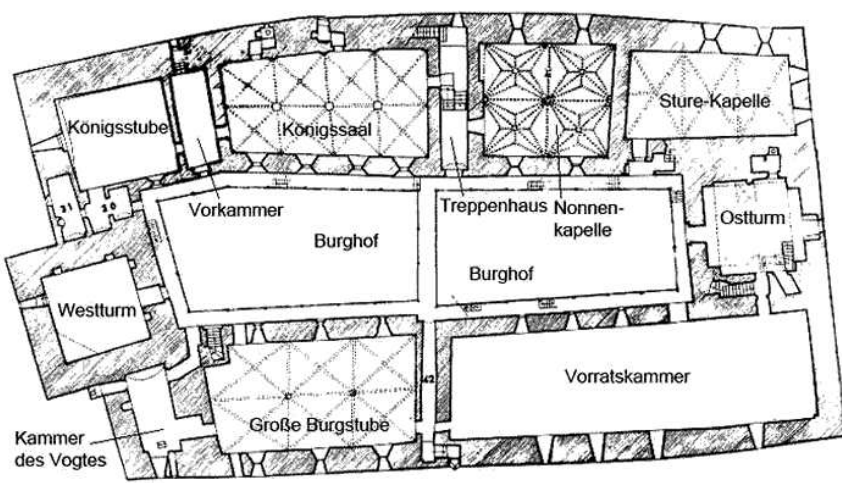 Königsstube
Königssaal
Sture-Kapelle
21
20
Vorkammer
Treppenhaus
Nonnen-
kapelle
Ostturm
Burghof
Burghof
Westturm
Vorratskammer
42
Große Burgstube
Kammer
des Vogtes